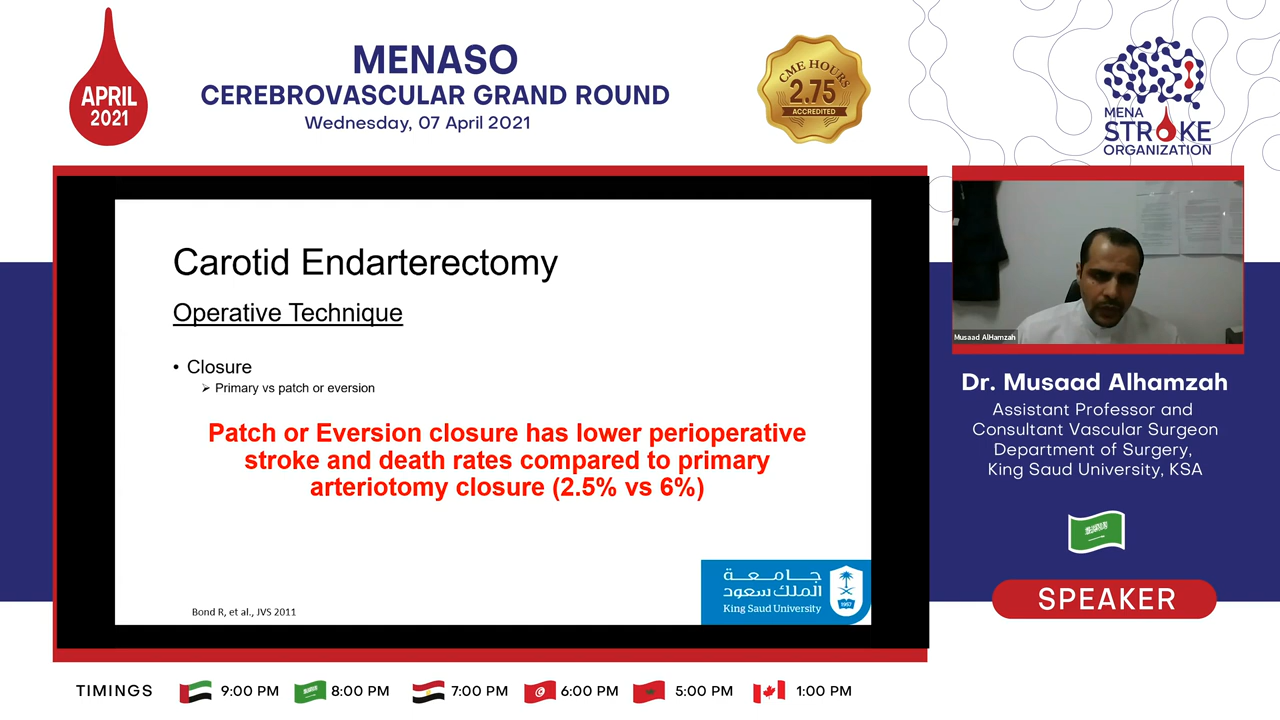 APRIL
2021
MENASO
CEREBROVASCULAR GRAND ROUND
Wednesday, 07 April 2021
CME HOURS
2.75
ACCREDITED
MENA
STROKE
ORGANIZATION
Carotid Endarterectomy
Operative Technique
• Closure
➢ Primary vs patch or eversion
Patch or Eversion closure has lower perioperative
stroke and death rates compared to primary
arteriotomy closure (2.5% vs 6%)
Bond R, et al., JVS 2011
جامعة
الملك سعود
King Saud University
1957
Musaad AlHamzah
Dr. Musaad Alhamzah
Assistant Professor and
Consultant Vascular Surgeon
Department of Surgery,
King Saud University, KSA
SPEAKER
TIMINGS 9:00 PM 8:00 PM 7:00 PM 6:00 PM 5:00 PM 1:00 PM